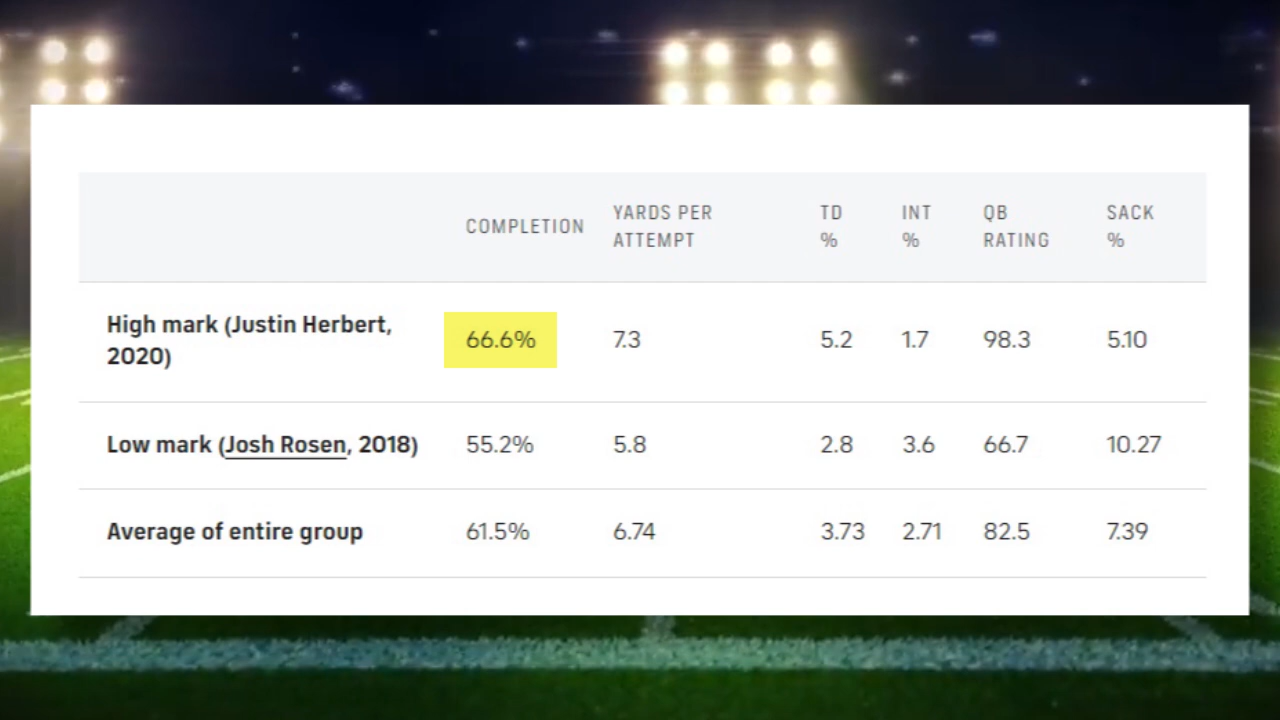 COMPLETION YARDS PER ATTEMPT TD % INT % QB RATING SACK %
High mark (Justin Herbert, 2020) 66.6% 7.3 5.2 1.7 98.3 5.10
Low mark (Josh Rosen, 2018) 55.2% 5.8 2.8 3.6 66.7 10.27
Average of entire group 61.5% 6.74 3.73 2.71 82.5 7.39